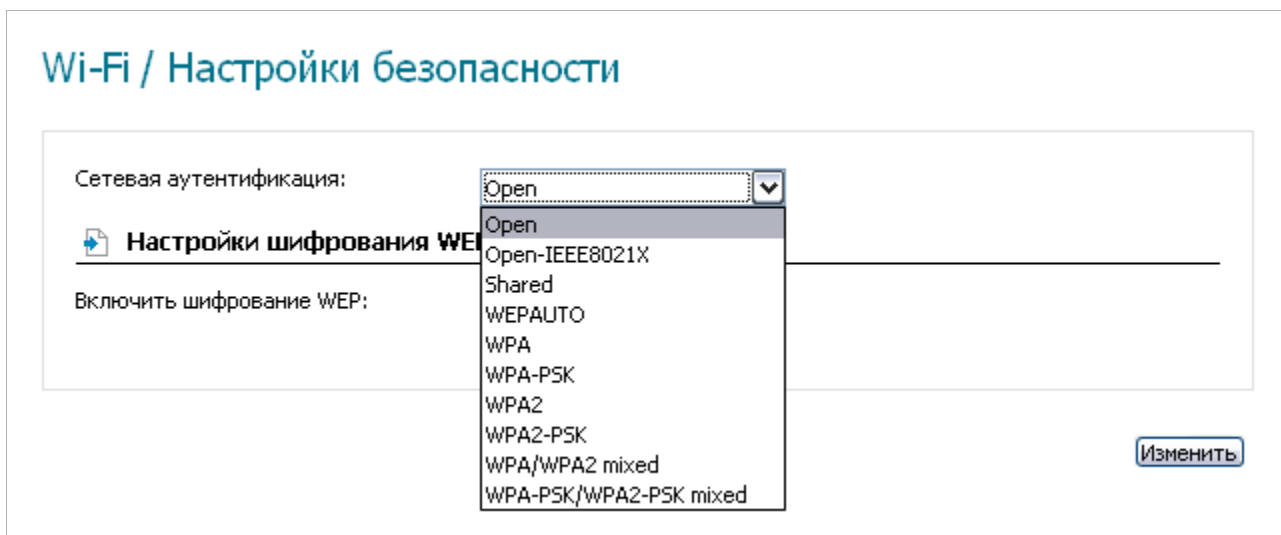 Wi-Fi / Настройки безопасности
Сетевая аутентификация:
Open
Open
Настройки шифрования WEP
Open-IEEE8021X
Shared
Включить шифрование WEP:
WEPAUTO
WPA
WPA-PSK
WPA2
WPA2-PSK
WPA/WPA2 mixed
WPA-PSK/WPA2-PSK mixed
Изменить